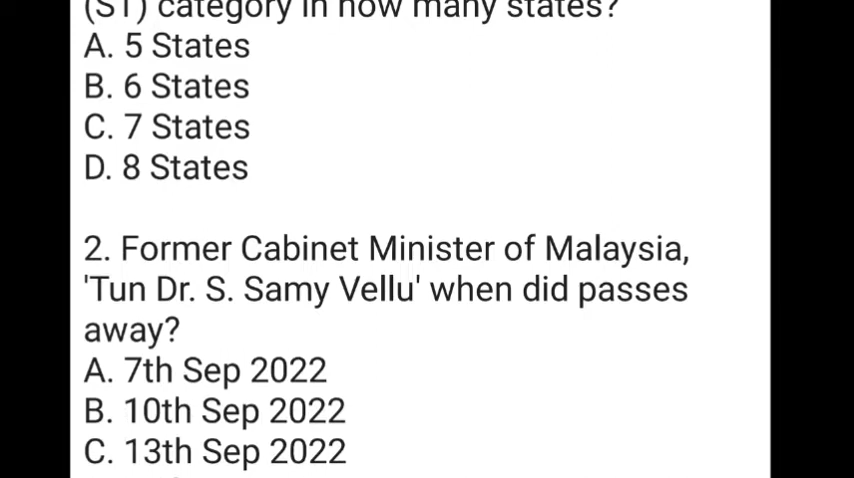 (ST) category in how many states?
A. 5 States
B. 6 States
C. 7 States
D. 8 States
2. Former Cabinet Minister of Malaysia,
'Tun Dr. S. Samy Vellu' when did passes
away?
A. 7th Sep 2022
B. 10th Sep 2022
C. 13th Sep 2022